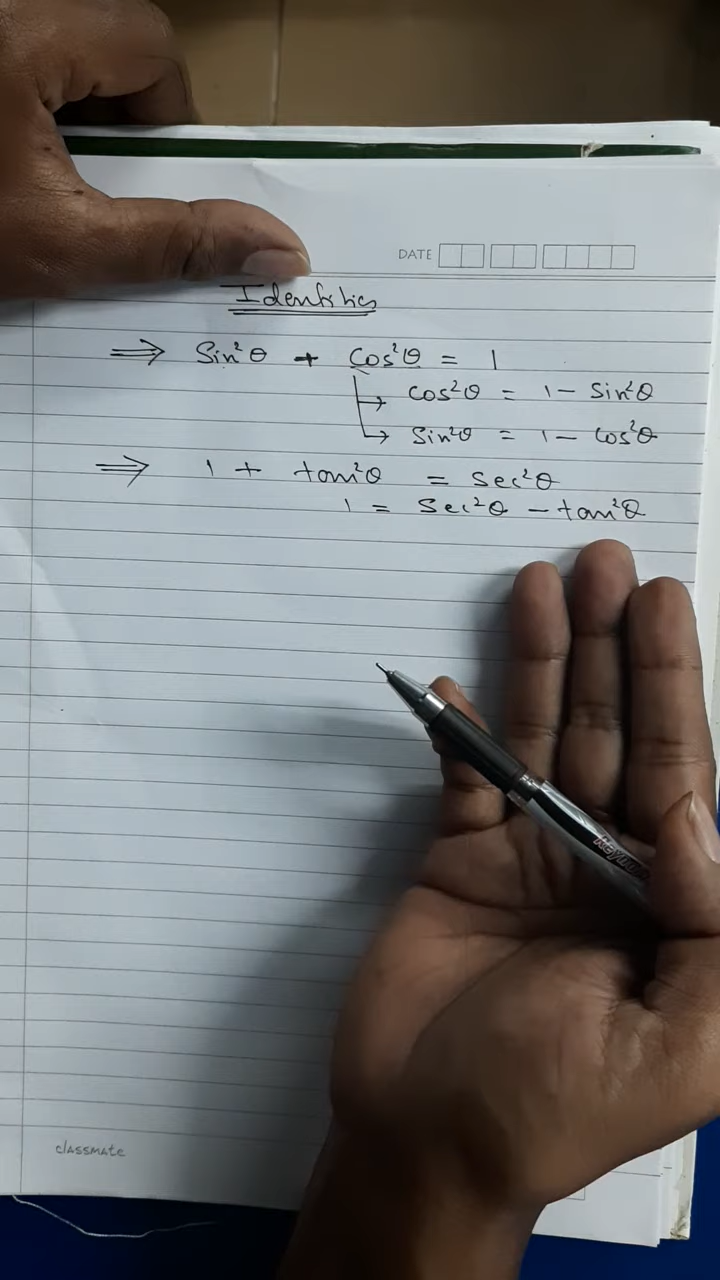 DATE
Identities
⇒ Sin²θ + Cos²θ = 1
→ Cos²θ = 1 - Sin²θ
→ Sin²θ = 1 - Cos²θ
⇒ 1 + tan²θ = Sec²θ
1 = Sec²θ - tan²θ
classmate